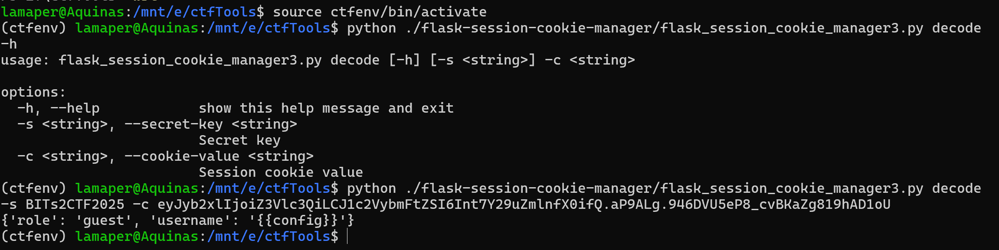 lamaper@Aquinas:/mnt/e/ctfTools$ source ctfenv/bin/activate
(ctfenv) lamaper@Aquinas:/mnt/e/ctfTools$ python ./flask-session-cookie-manager/flask_session_cookie_manager3.py decode
-h
usage: flask_session_cookie_manager3.py decode [-h] [-s <string>] -c <string>
options:
-h, --help show this help message and exit
-s <string>, --secret-key <string>
Secret key
-c <string>, --cookie-value <string>
Session cookie value
(ctfenv) lamaper@Aquinas:/mnt/e/ctfTools$ python ./flask-session-cookie-manager/flask_session_cookie_manager3.py decode
-s BITs2CTF2025 -c eyJyb2xlIjoiZ3Vlc3QiLCJ1c2VybmFtZSI6Int7Y29uZmlnfX0ifQ.aP9ALg.946DVU5eP8_cvBKaZg819hAD1oU
{'role': 'guest', 'username': '{{config}}'}
(ctfenv) lamaper@Aquinas:/mnt/e/ctfTools$